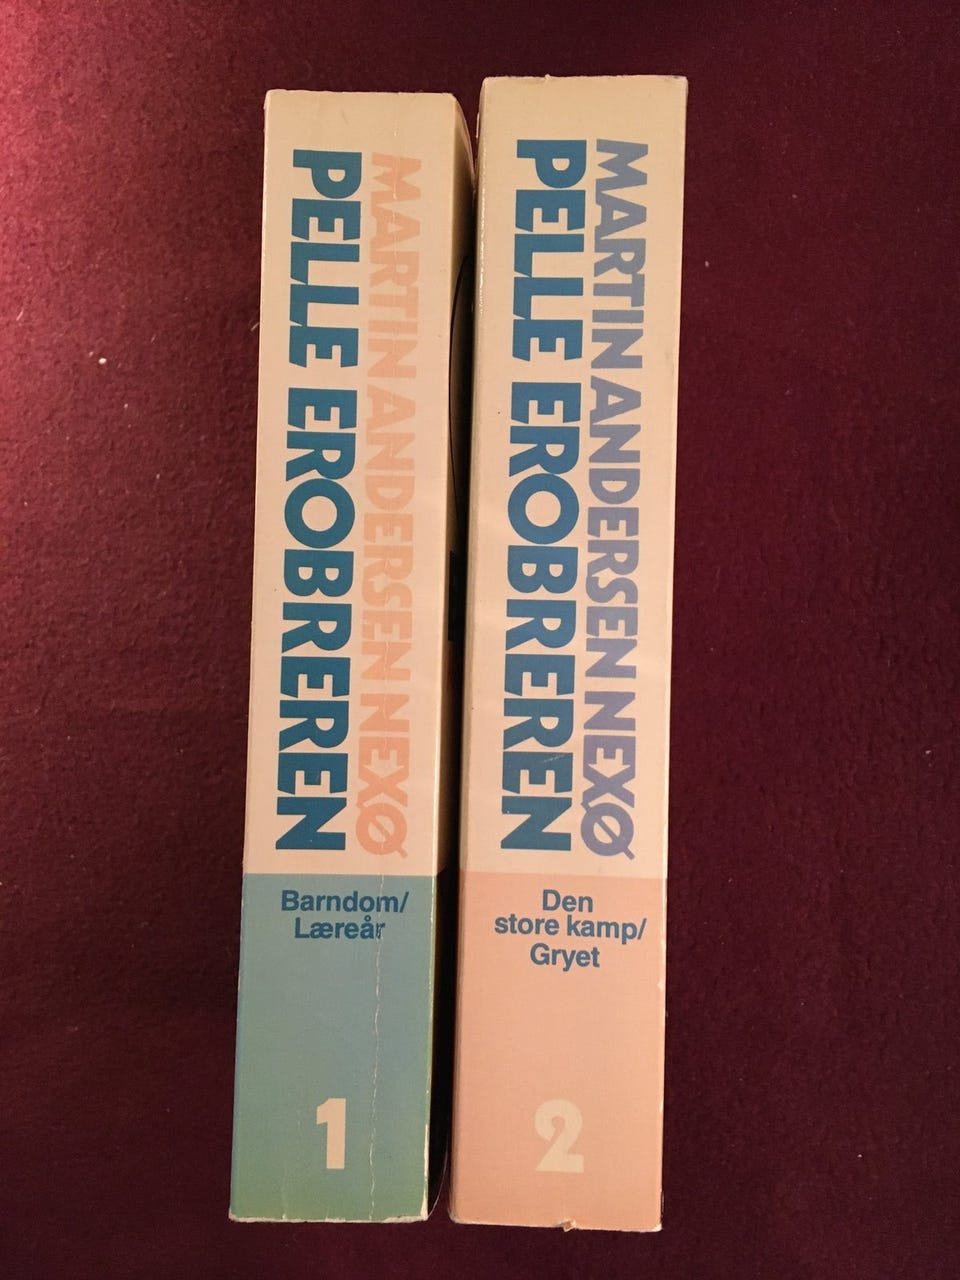 MARTIN ANDERSEN NEXØ
PELLE EROBREREN
Barndom/
Læreår
1
MARTIN ANDERSEN NEXØ
PELLE EROBREREN
Den
store kamp/
Gryet
2